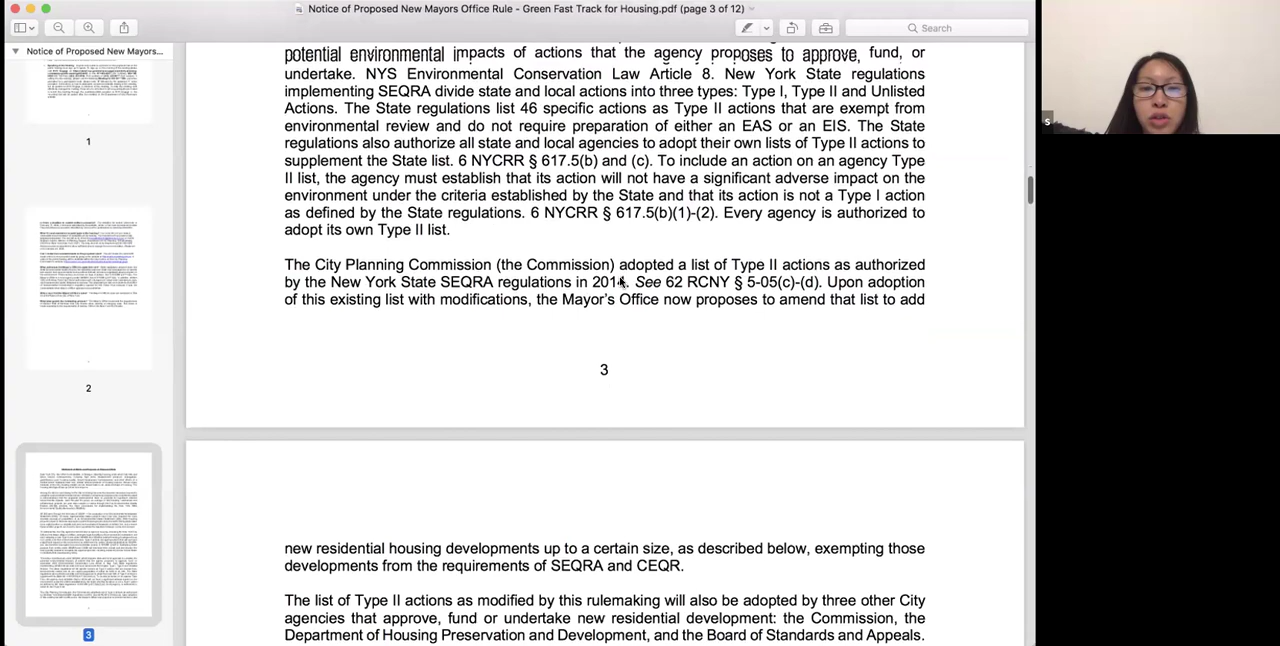 Notice of Proposed New Mayors Office Rule - Green Fast Track for Housing.pdf (page 3 of 12)
Search
Notice of Proposed New Mayors...
1
2
3
potential environmental impacts of actions that the agency proposes to approve, fund, or
undertake. NYS Environmental Conservation Law Article 8. New York State regulations
implementing SEQRA divide state and local actions into three types: Type I, Type II and Unlisted
Actions. The State regulations list 46 specific actions as Type II actions that are exempt from
environmental review and do not require preparation of either an EAS or an EIS. The State
regulations also authorize all state and local agencies to adopt their own lists of Type II actions to
supplement the State list. 6 NYCRR § 617.5(b) and (c). To include an action on an agency Type
II list, the agency must establish that its action will not have a significant adverse impact on the
environment under the criteria established by the State and that its action is not a Type I action
as defined by the State regulations. 6 NYCRR § 617.5(b)(1)-(2). Every agency is authorized to
adopt its own Type II list.
The City Planning Commission (Commission) adopted a list of Type II actions as authorized
by the New York State SEQRA regulations in 2014. See 62 RCNY § 5-05(c)-(d). Upon adoption
of this existing list with modifications, the Mayor's Office now proposes to amend that list to add
3
new residential housing developments up to a certain size, as described below, exempting those
developments from the requirements of SEQRA and CEQR.
The list of Type II actions as modified by this rulemaking will also be adopted by three other City
agencies that approve, fund or undertake new residential development: the Commission, the
Department of Housing Preservation and Development, and the Board of Standards and Appeals.
S